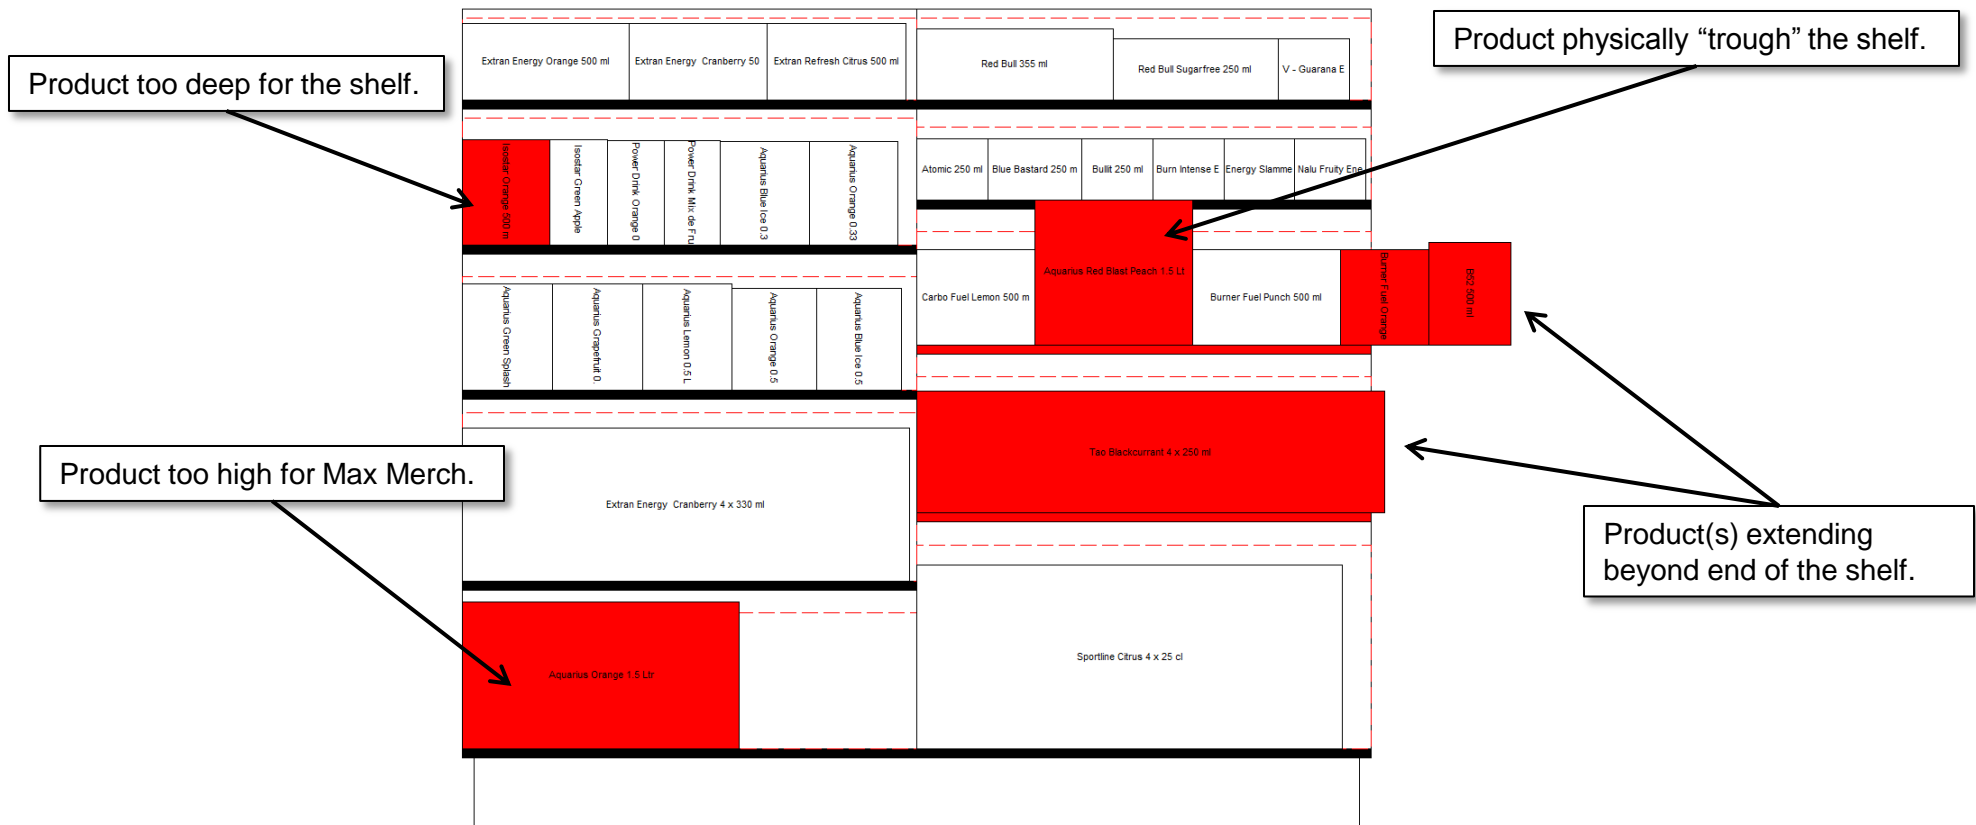 Product too deep for the shelf.
Product physically “trough” the shelf.
Extran Energy Orange 500 ml
Extran Energy Cranberry 50
Extran Refresh Citrus 500 ml
Red Bull 355 ml
Red Bull Sugarfree 250 ml
V - Guarana E
Isostar Orange 500 m
Isostar Green Apple
Power Drink Orange 0
Power Drink Mix de Frui
Aquarius Blue Ice 0.3
Aquarius Orange 0.33
Atomic 250 ml
Blue Bastard 250 m
Bullit 250 ml
Burn Intense E
Energy Slamme
Nalu Fruity Ene
Carbo Fuel Lemon 500 m
Aquarius Red Blast Peach 1.5 Lt
Burner Fuel Punch 500 ml
Burner Fuel Orange
B52 500 ml
Aquarius Green Splash
Aquarius Grapefruit 0.
Aquarius Lemon 0.5 L
Aquarius Orange 0.5
Aquarius Blue Ice 0.5
Product too high for Max Merch.
Extran Energy Cranberry 4 x 330 ml
Tao Blackcurrant 4 x 250 ml
Product(s) extending
beyond end of the shelf.
Aquarius Orange 1.5 Ltr
Sportline Citrus 4 x 25 cl